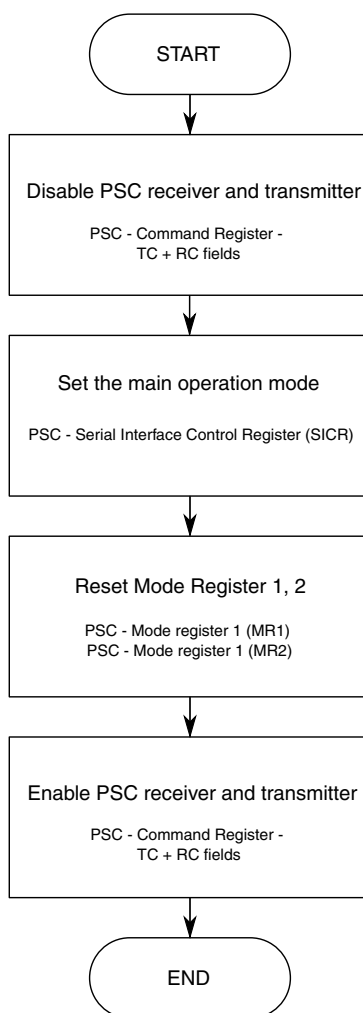 START
Disable PSC receiver and transmitter
PSC - Command Register -
TC + RC fields
Set the main operation mode
PSC - Serial Interface Control Register (SICR)
Reset Mode Register 1, 2
PSC - Mode register 1 (MR1)
PSC - Mode register 1 (MR2)
Enable PSC receiver and transmitter
PSC - Command Register -
TC + RC fields
END